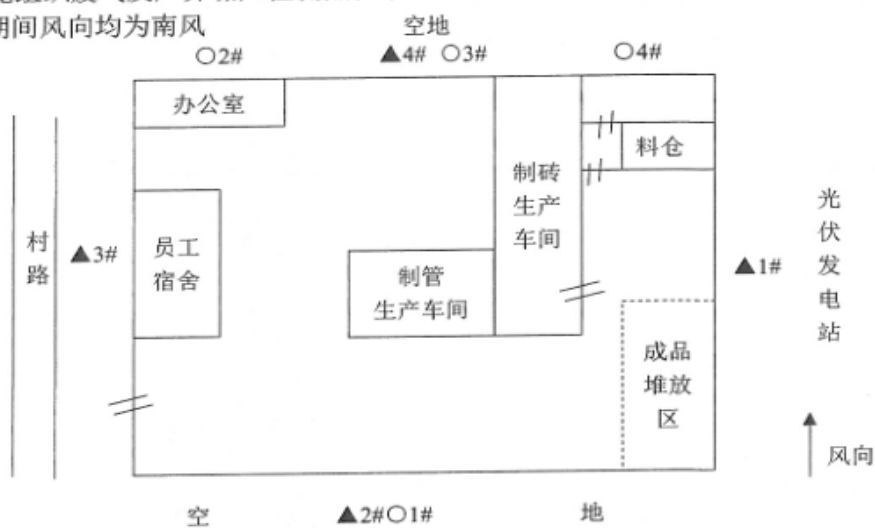 期间风向均为南风
空地
○2#
▲4# ○3#
○4#
办公室
料仓
制砖
生产
车间
村
路
▲3#
员工
宿舍
制管
生产车间
▲1#
光
伏
发
电
站
成品
堆放
区
风向
空
▲2#○1#
地